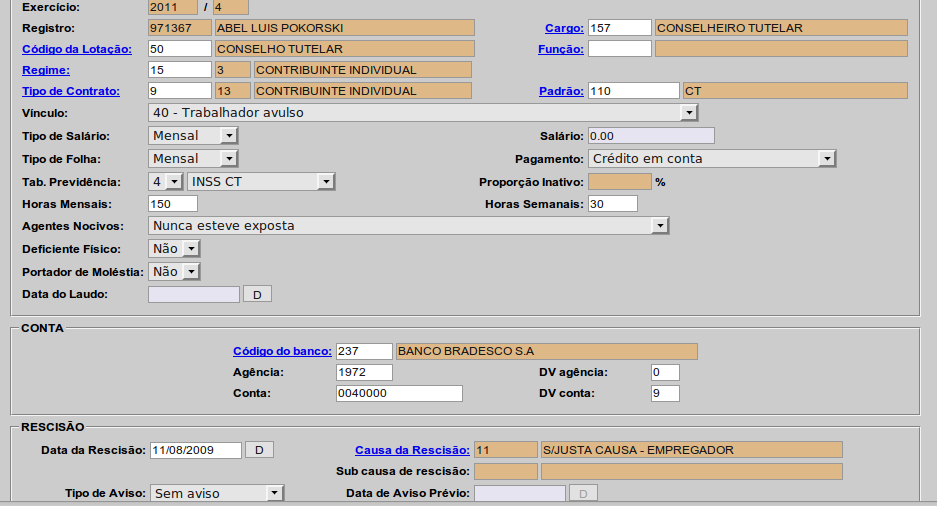 Exercício: 2011 / 4
Registro: 971367 ABEL LUIS POKORSKI Cargo: 157 CONSELHEIRO TUTELAR
Código da Lotação: 50 CONSELHO TUTELAR Função:
Regime: 15 3 CONTRIBUINTE INDIVIDUAL
Tipo de Contrato: 9 13 CONTRIBUINTE INDIVIDUAL Padrão: 110 CT
Vínculo: 40 - Trabalhador avulso
Tipo de Salário: Mensal Salário: 0.00
Tipo de Folha: Mensal Pagamento: Crédito em conta
Tab. Previdência: 4 INSS CT Proporção Inativo: %
Horas Mensais: 150 Horas Semanais: 30
Agentes Nocivos: Nunca esteve exposta
Deficiente Físico: Não
Portador de Moléstia: Não
Data do Laudo: D
CONTA
Código do banco: 237 BANCO BRADESCO S.A
Agência: 1972 DV agência: 0
Conta: 0040000 DV conta: 9
RESCISÃO
Data da Rescisão: 11/08/2009 D Causa da Rescisão: 11 S/JUSTA CAUSA - EMPREGADOR
Sub causa de rescisão:
Tipo de Aviso: Sem aviso Data de Aviso Prévio: D